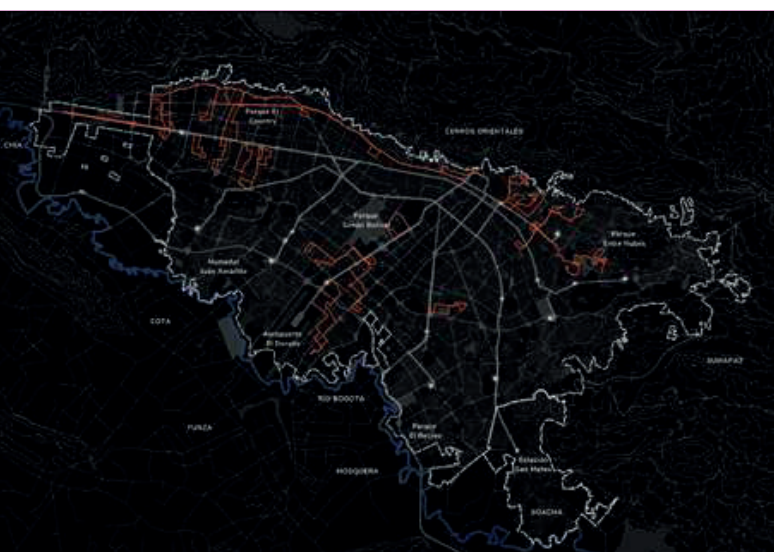 Parque El
Country
CERROS ORIENTALES
CHIA
Parque
Simón Bolívar
Parque
Entre Nubes
Humedal
Juan Amarillo
COTA
Aeropuerto
El Dorado
SUMAPAZ
RIO BOGOTA
FUNZA
Parque
El Recreo
MOSQUERA
Estación
San Mateo
SOACHA